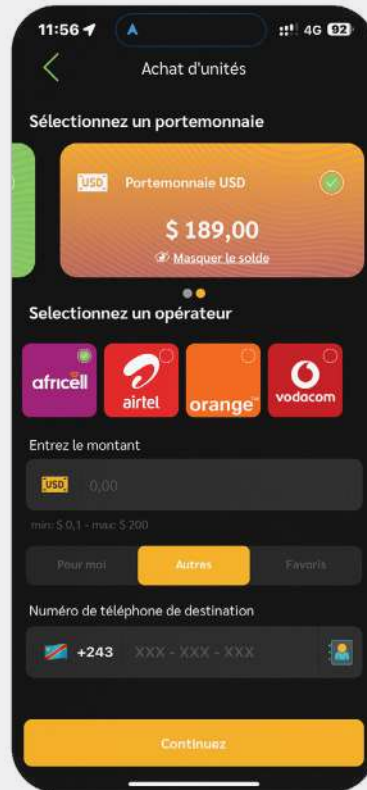 11:56 4G 92
Achat d'unités
Sélectionnez un portemonnaie
USD Portemonnaie USD
$ 189,00
Masquer le solde
Selectionnez un opérateur
africell airtel orange™ vodacom
Entrez le montant
USD 0,00
min: $ 0,1 - max: $ 200
Pour moi Autres Favoris
Numéro de téléphone de destination
+243 XXX - XXX - XXX
Continuez